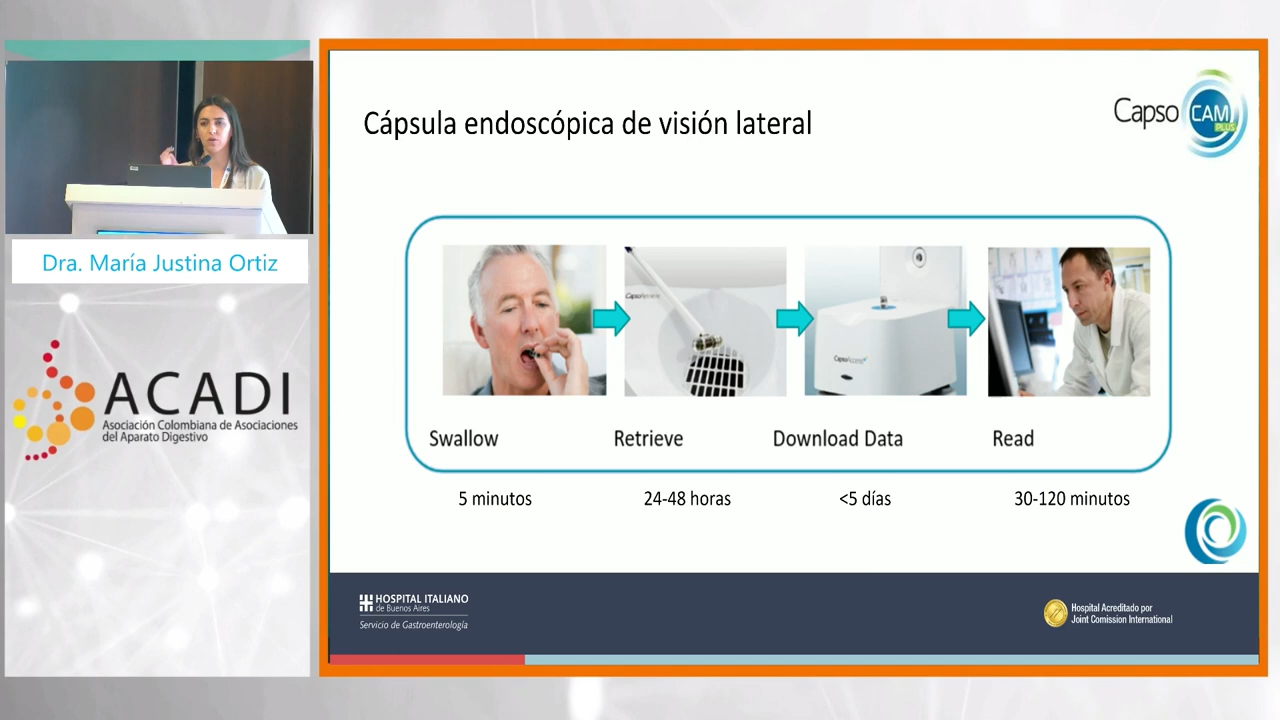 Cápsula endoscópica de visión lateral
Capso CAM
PLUS
Dra. María Justina Ortiz
ACADI
Asociación Colombiana de Asociaciones
del Aparato Digestivo
CapsoRetrieve
CapsoAccess
Swallow
Retrieve
Download Data
Read
5 minutos
24-48 horas
<5 días
30-120 minutos
HOSPITAL ITALIANO
de Buenos Aires
Servicio de Gastroenterología
Hospital Acreditado por
Joint Comission International